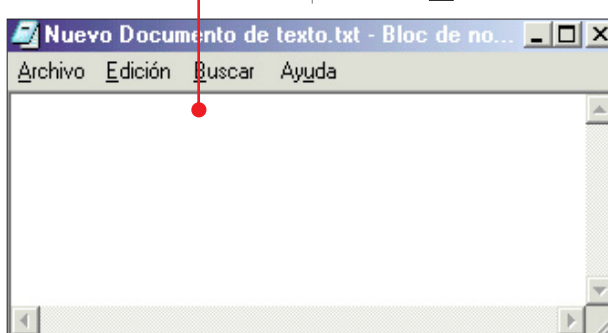 Nuevo Documento de texto.txt - Bloc de no...
Archivo Edición Buscar Ayuda